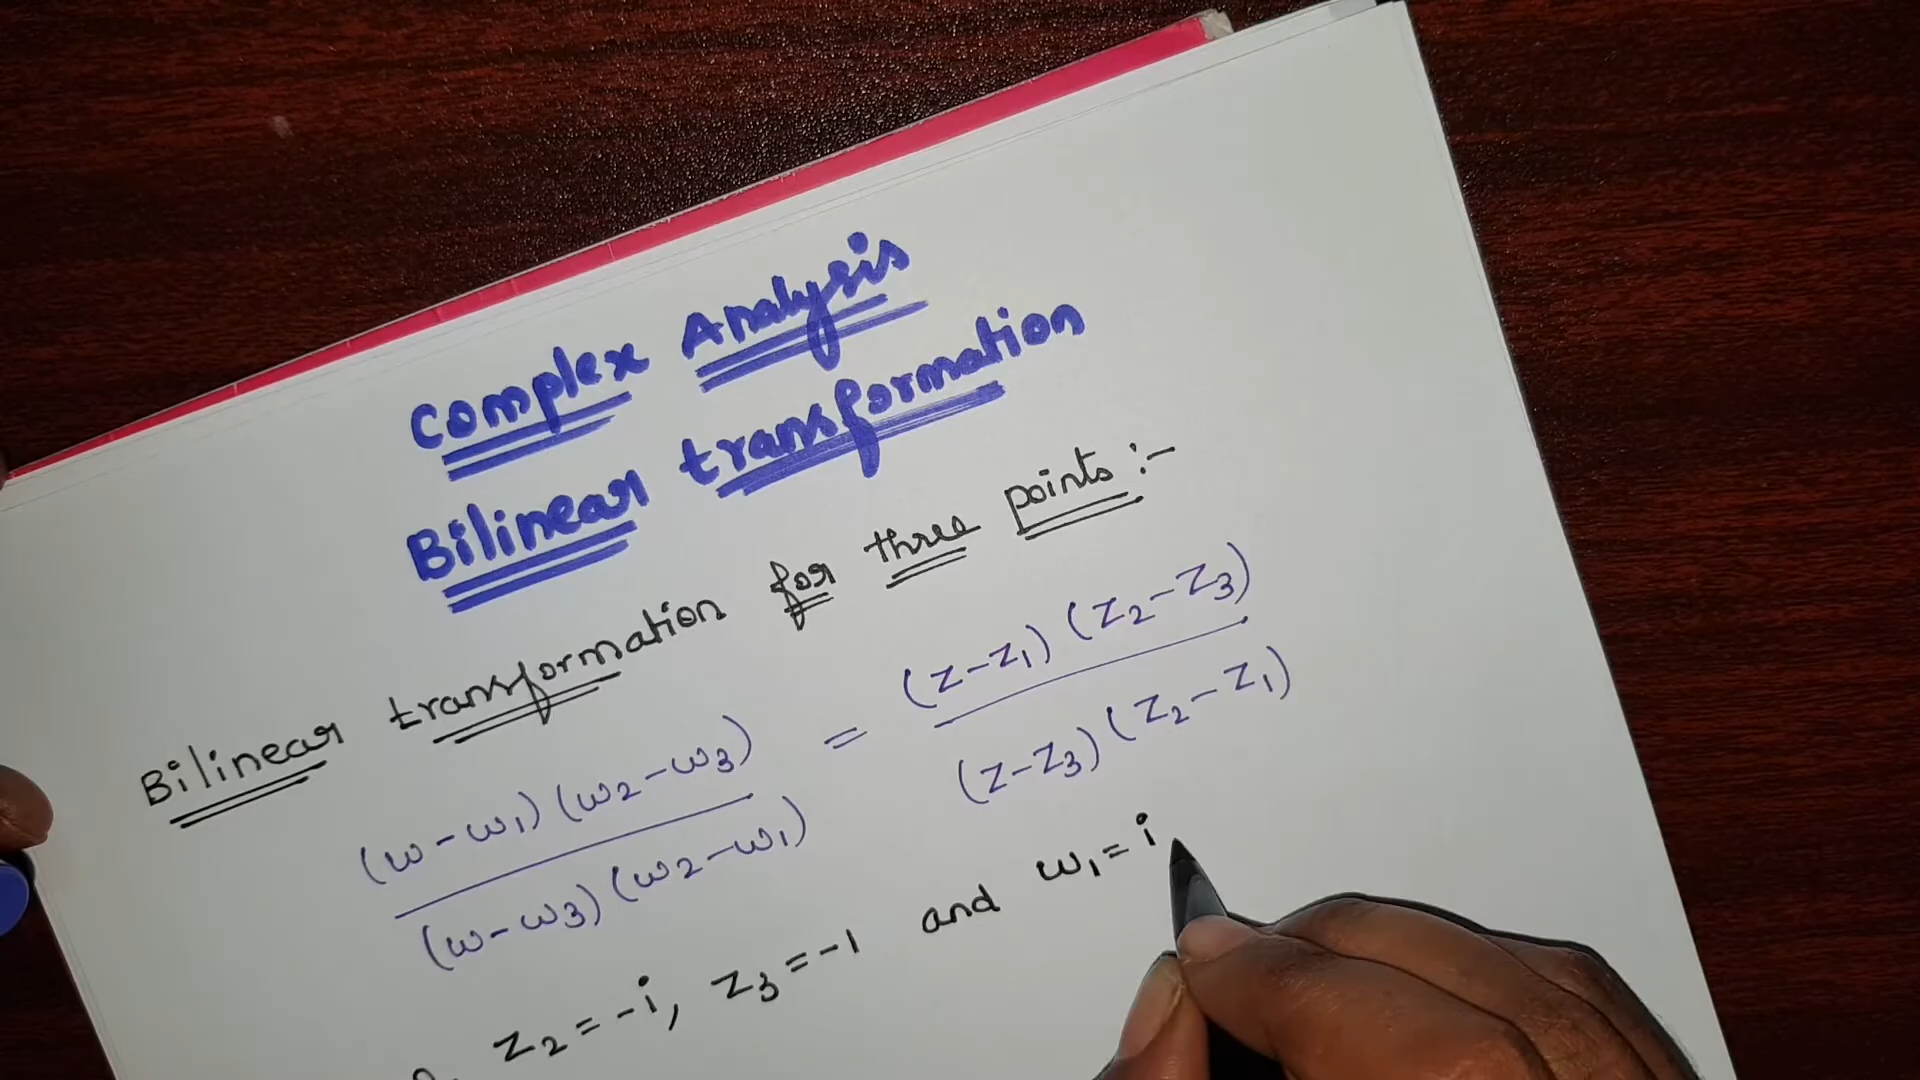 Complex Analysis
Bilinear transformation
Bilinear transformation for three points :-
(w-w₁) (w₂-w₃) / (w-w₃) (w₂-w₁) = (z-z₁) (z₂-z₃) / (z-z₃) (z₂-z₁)
z₂ = -i, z₃ = -1 and w₁ = i